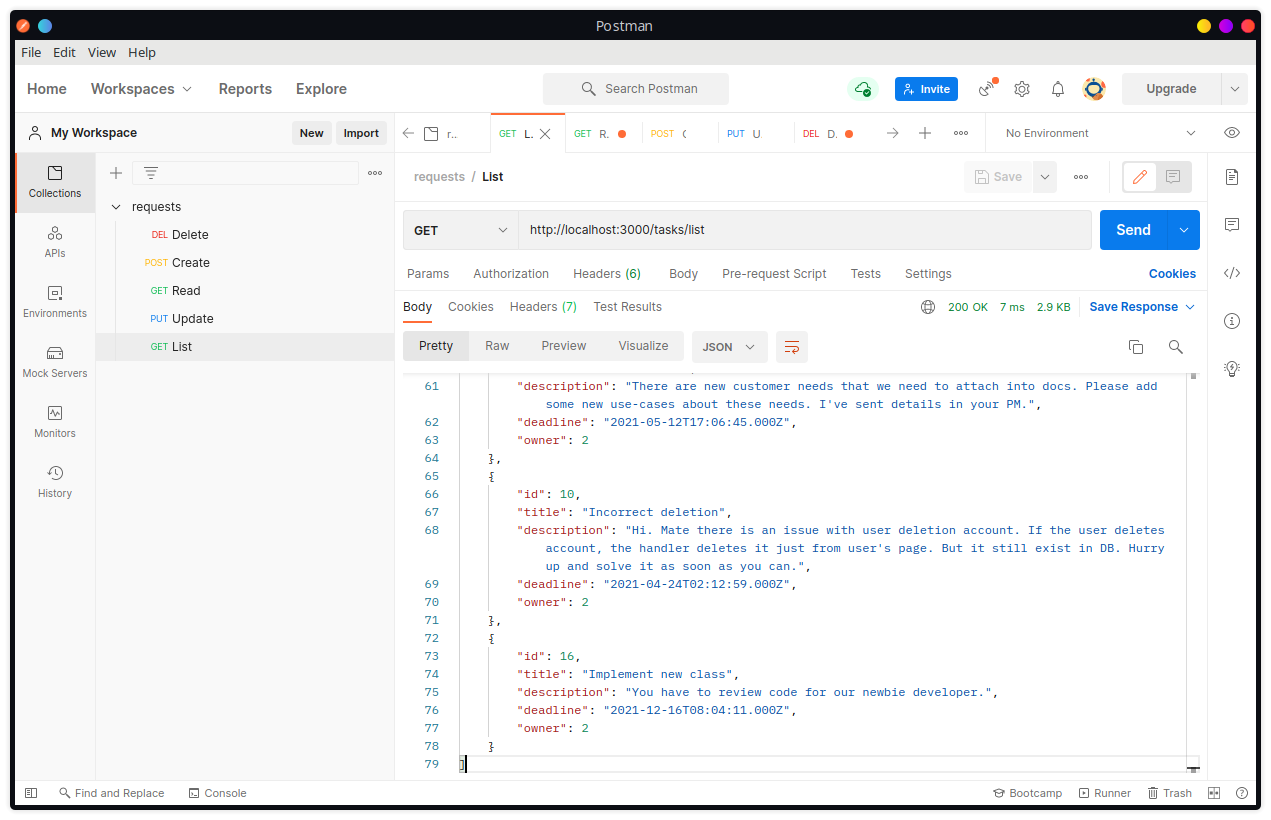 Postman
File Edit View Help
Home Workspaces Reports Explore Search Postman Invite Upgrade
My Workspace New Import
r.. GET L. GET R. POST PUT U DEL D. No Environment
Collections
APIs
Environments
Mock Servers
Monitors
History
requests
DEL Delete
POST Create
GET Read
PUT Update
GET List
requests / List Save
GET http://localhost:3000/tasks/list Send
Params Authorization Headers (6) Body Pre-request Script Tests Settings Cookies
Body Cookies Headers (7) Test Results 200 OK 7 ms 2.9 KB Save Response
Pretty Raw Preview Visualize JSON
61 "description": "There are new customer needs that we need to attach into docs. Please add
some new use-cases about these needs. I've sent details in your PM.",
62 "deadline": "2021-05-12T17:06:45.000Z",
63 "owner": 2
64 },
65 {
66 "id": 10,
67 "title": "Incorrect deletion",
68 "description": "Hi. Mate there is an issue with user deletion account. If the user deletes
account, the handler deletes it just from user's page. But it still exist in DB. Hurry
up and solve it as soon as you can.",
69 "deadline": "2021-04-24T02:12:59.000Z",
70 "owner": 2
71 },
72 {
73 "id": 16,
74 "title": "Implement new class",
75 "description": "You have to review code for our newbie developer.",
76 "deadline": "2021-12-16T08:04:11.000Z",
77 "owner": 2
78 }
79 ]
Find and Replace Console Bootcamp Runner Trash